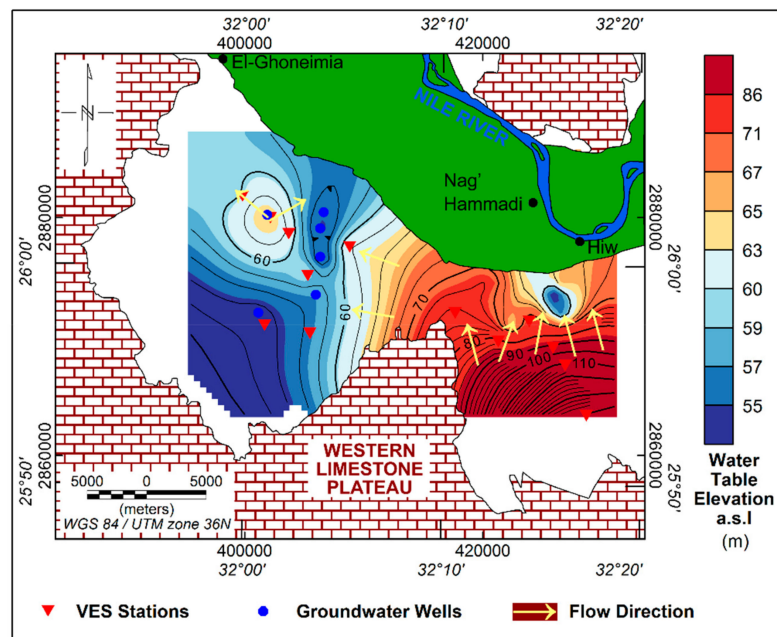 32°00' 32°10' 32°20'
400000 420000
El-Ghoneimia
N
NILE RIVER
Nag'
Hammadi
Hiw
2880000
26°00'
2880000
26°00'
60
60
70
80
90
100
110
WESTERN
LIMESTONE
PLATEAU
2860000
25°50'
2860000
25°50'
5000 0 5000
(meters)
WGS 84 / UTM zone 36N
400000 420000
32°00' 32°10' 32°20'
86
71
67
65
63
60
59
57
55
Water
Table
Elevation
a.s.l
(m)
VES Stations Groundwater Wells Flow Direction